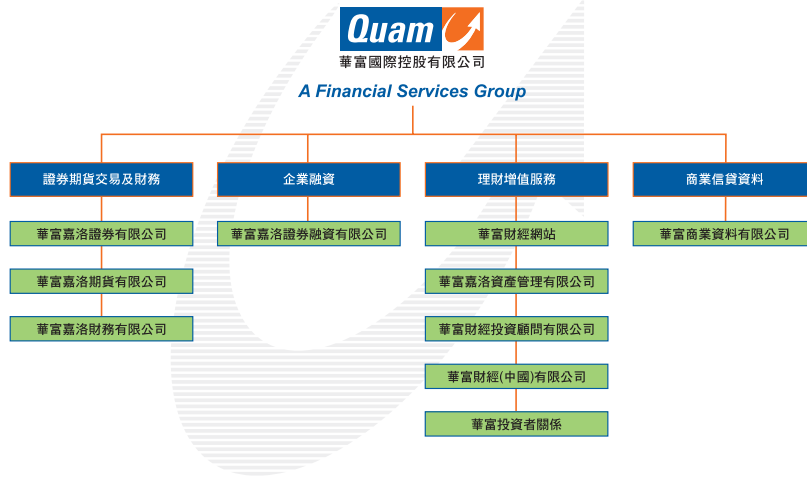 Quam
華富國際控股有限公司
A Financial Services Group
證券期貨交易及財務
華富嘉洛證券有限公司
華富嘉洛期貨有限公司
華富嘉洛財務有限公司
企業融資
華富嘉洛證券融資有限公司
理財增值服務
華富財經網站
華富嘉洛資產管理有限公司
華富財經投資顧問有限公司
華富財經(中國)有限公司
華富投資者關係
商業信貸資料
華富商業資料有限公司